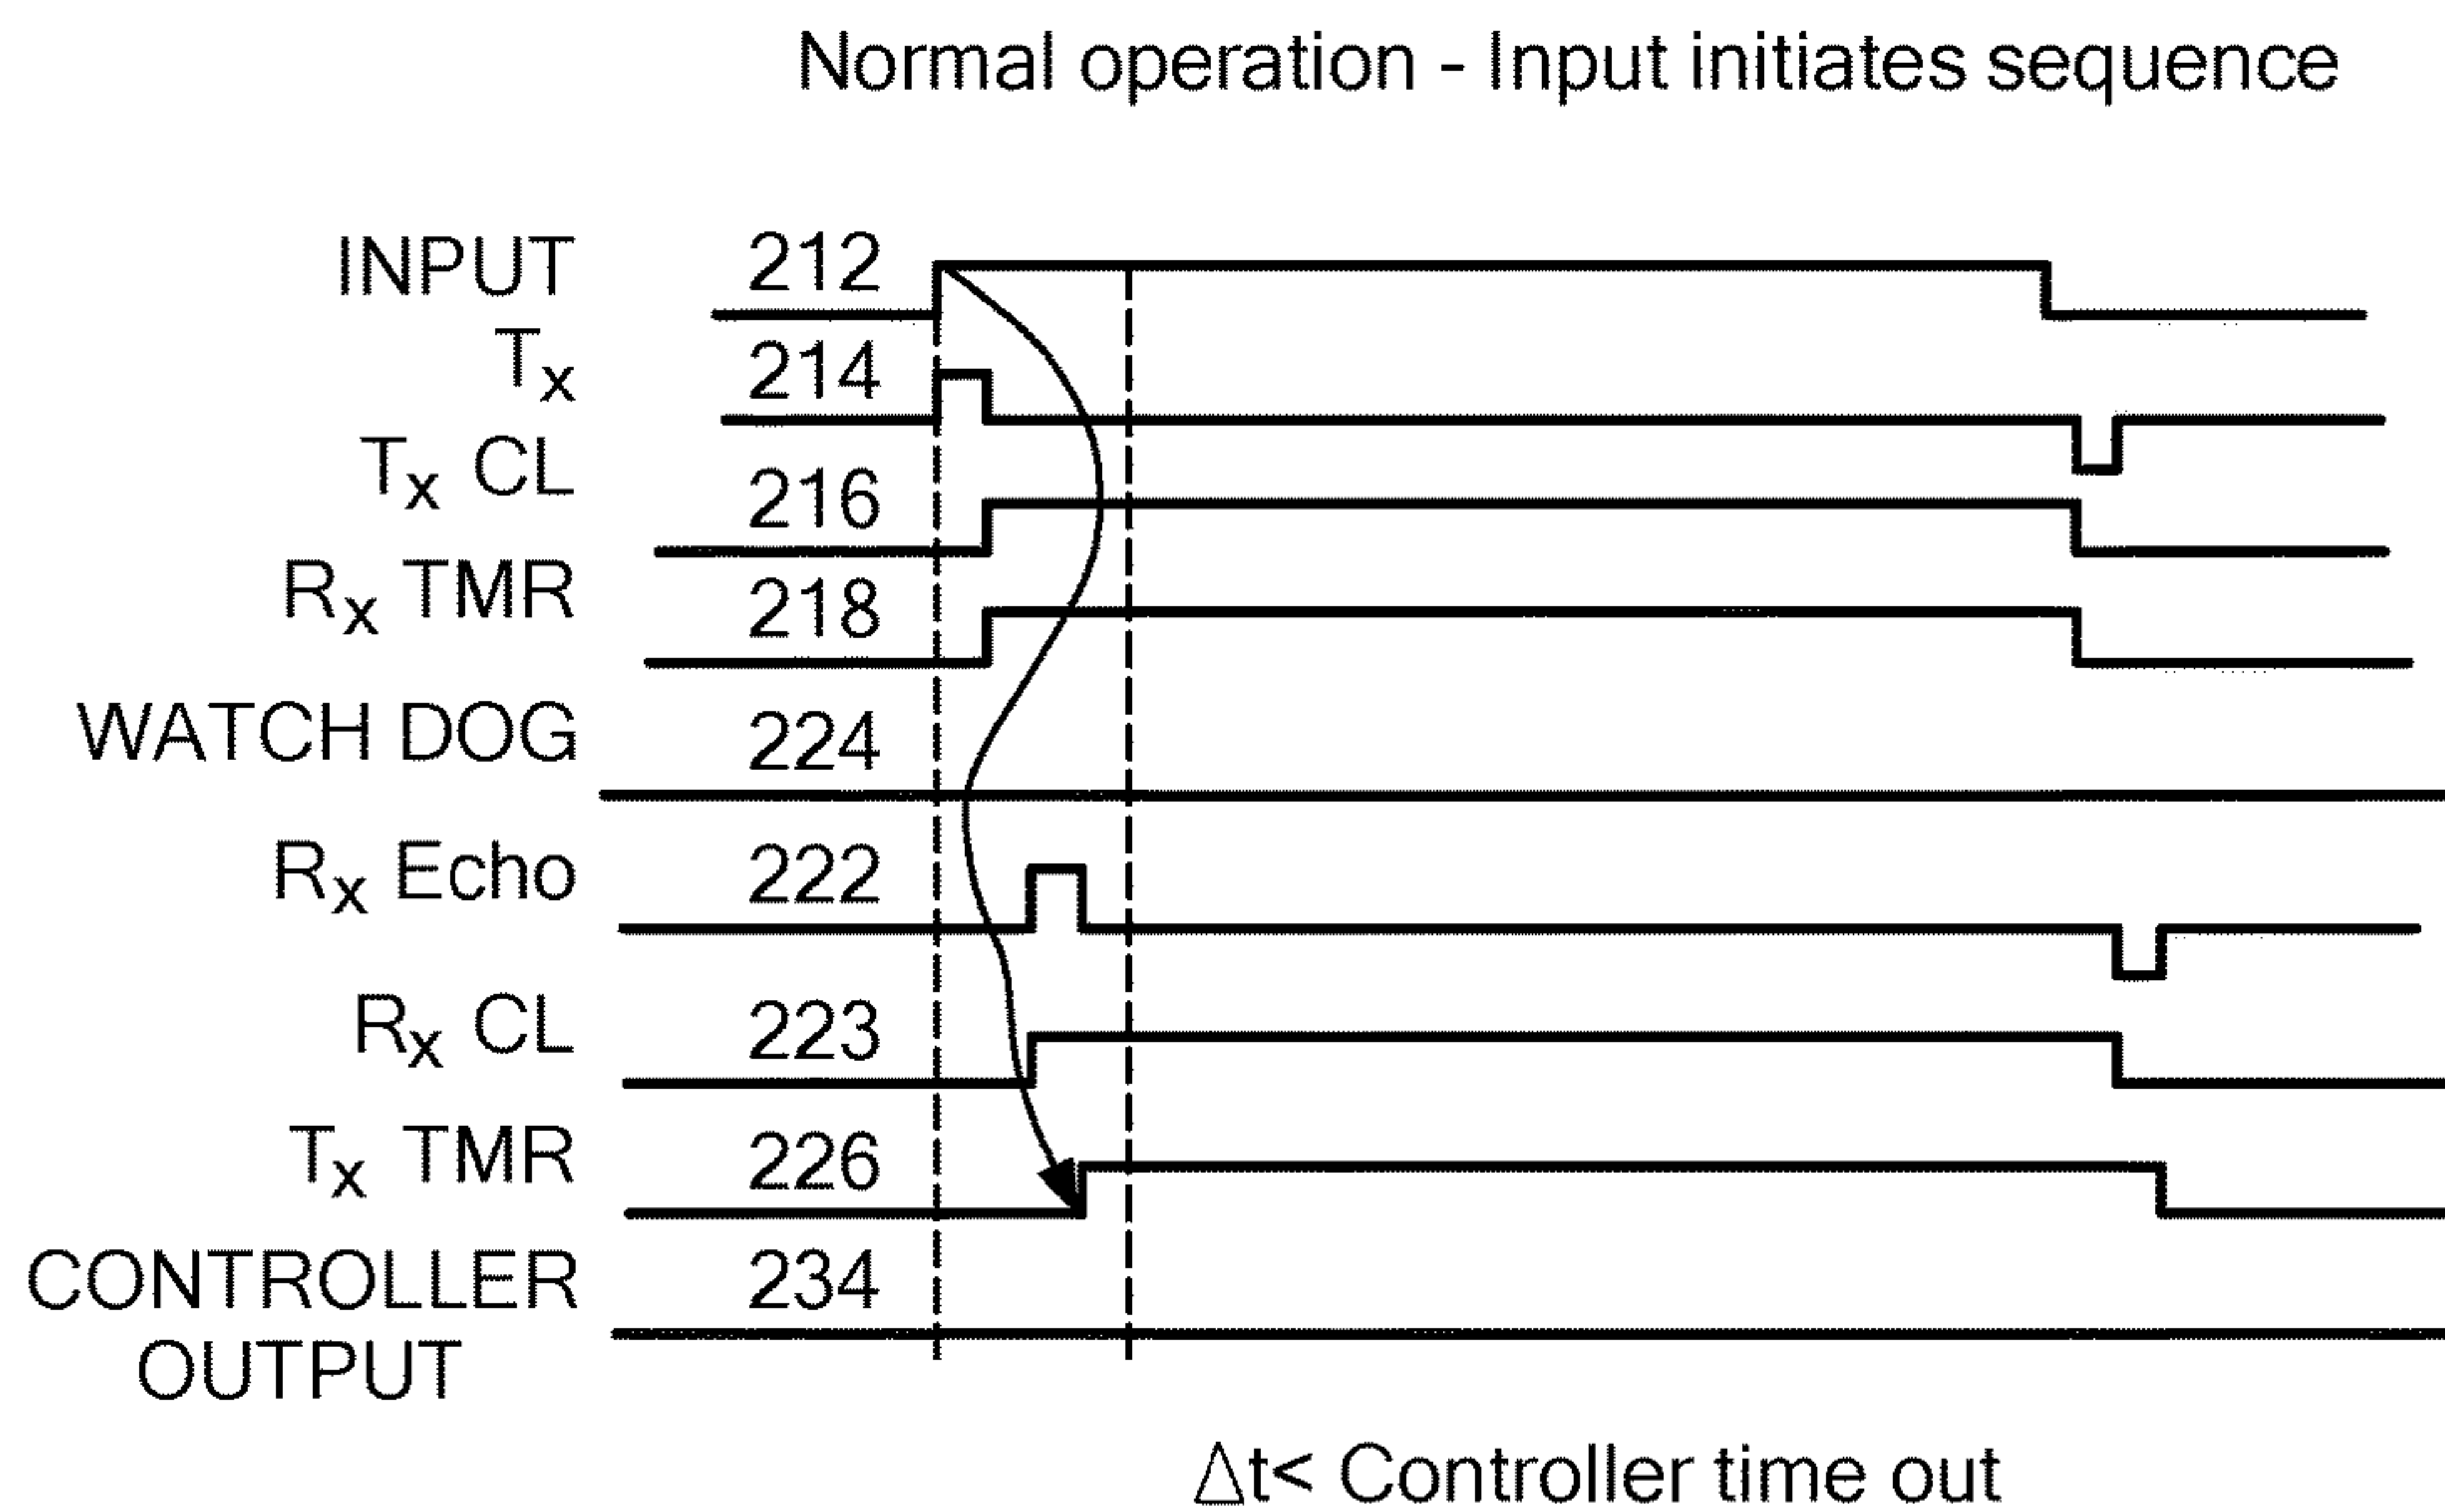 Normal operation - Input initiates sequence
INPUT 212
Tx 214
Tx CL 216
Rx TMR 218
WATCH DOG 224
Rx Echo 222
Rx CL 223
Tx TMR 226
CONTROLLER 234
OUTPUT
Δt< Controller time out